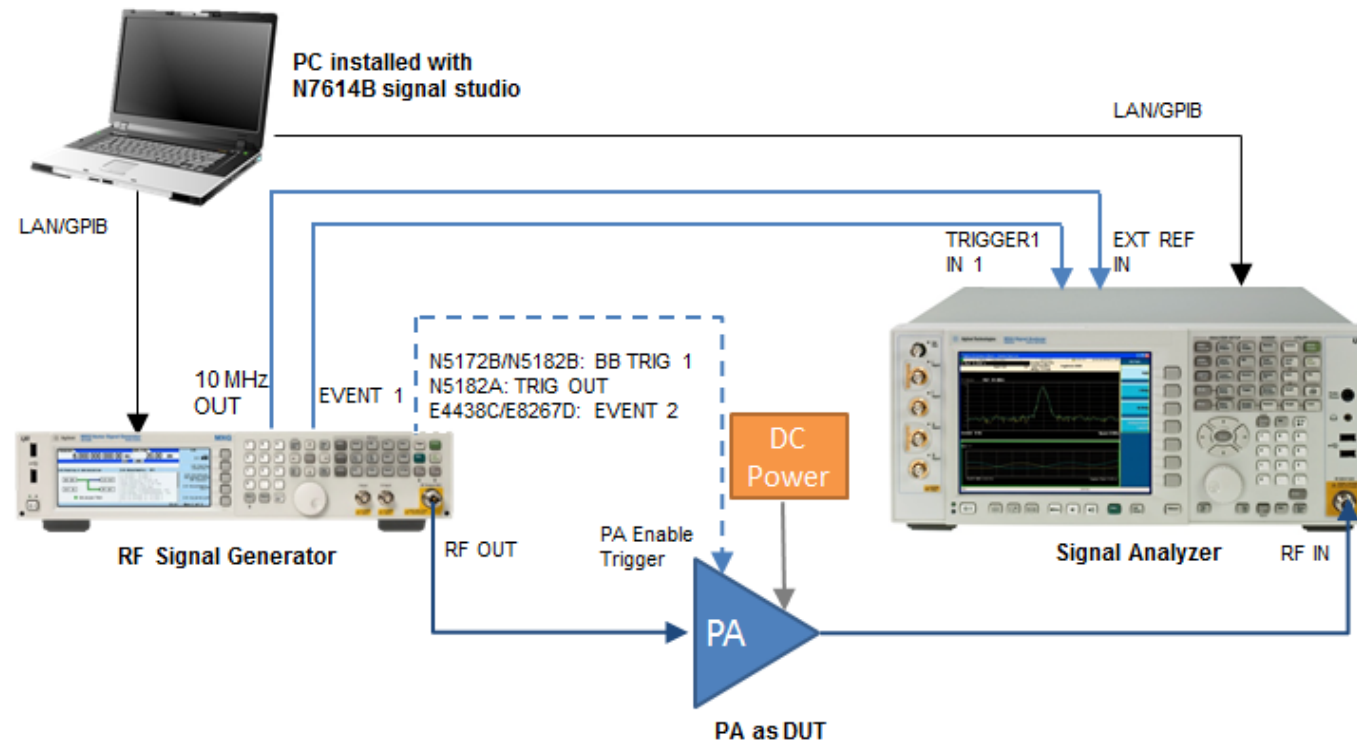 PC installed with
N7614B signal studio
LAN/GPIB
LAN/GPIB
TRIGGER1
IN 1
EXT REF
IN
10 MHz
OUT
EVENT 1
N5172B/N5182B: BB TRIG 1
N5182A: TRIG OUT
E4438C/E8267D: EVENT 2
DC
Power
RF Signal Generator
RF OUT
PA Enable
Trigger
PA
Signal Analyzer
RF IN
PA as DUT